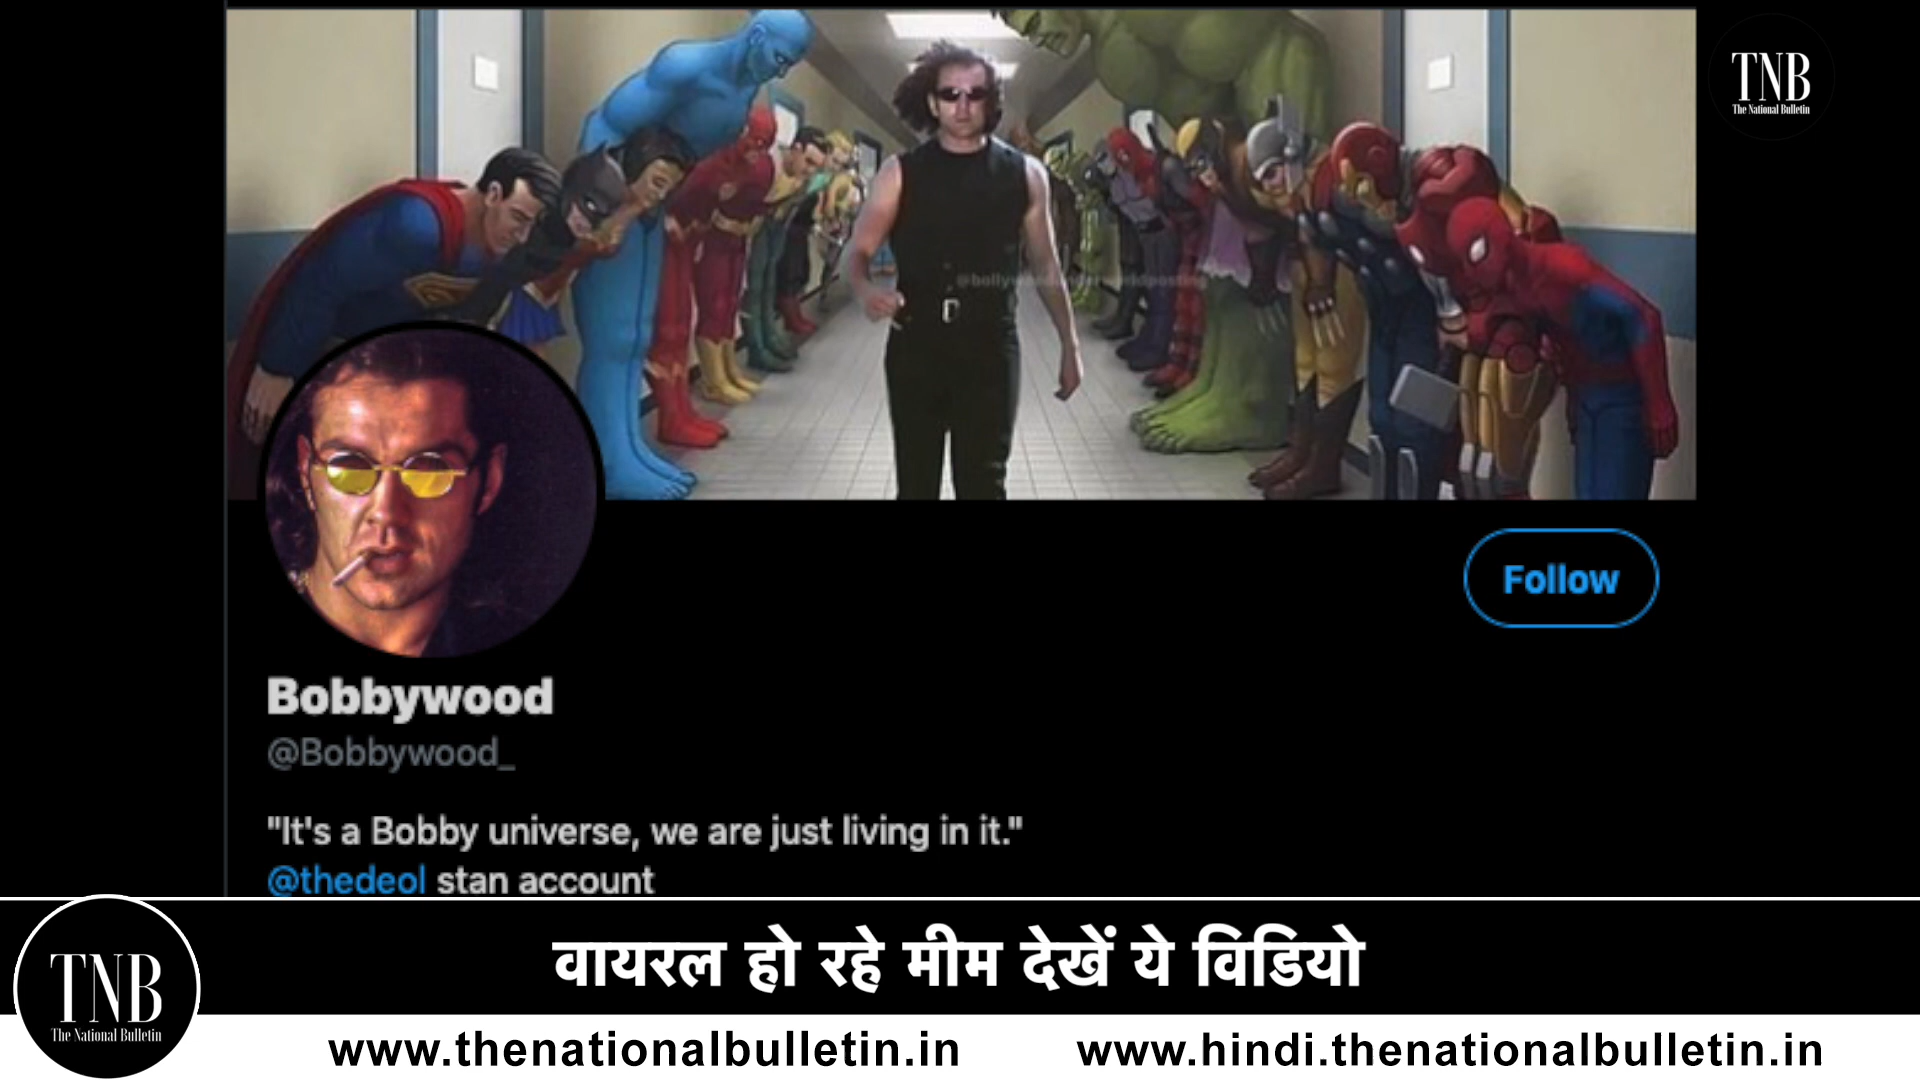 TNB
The National Bulletin
Follow
Bobbywood
@Bobbywood_
"It's a Bobby universe, we are just living in it."
@thedeol stan account
वायरल हो रहे मीम देखें ये विडियो
TNB
The National Bulletin
www.thenationalbulletin.in
www.hindi.thenationalbulletin.in